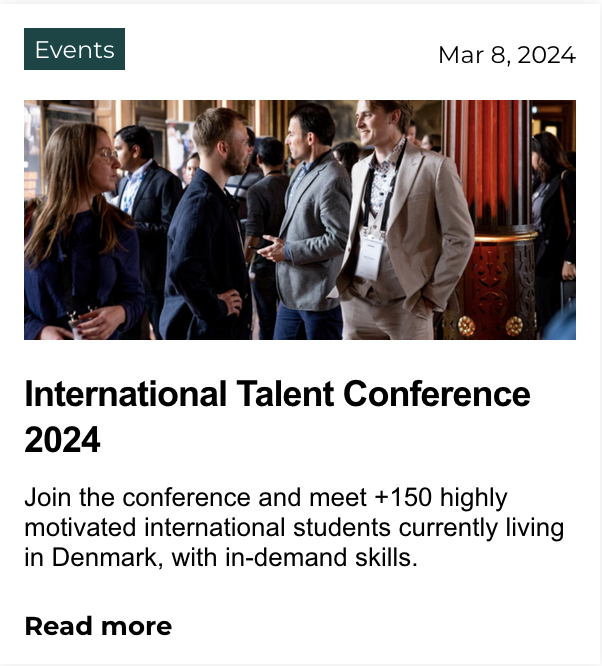 Events
Mar 8, 2024
International Talent Conference
2024
Join the conference and meet +150 highly
motivated international students currently living
in Denmark, with in-demand skills.
Read more